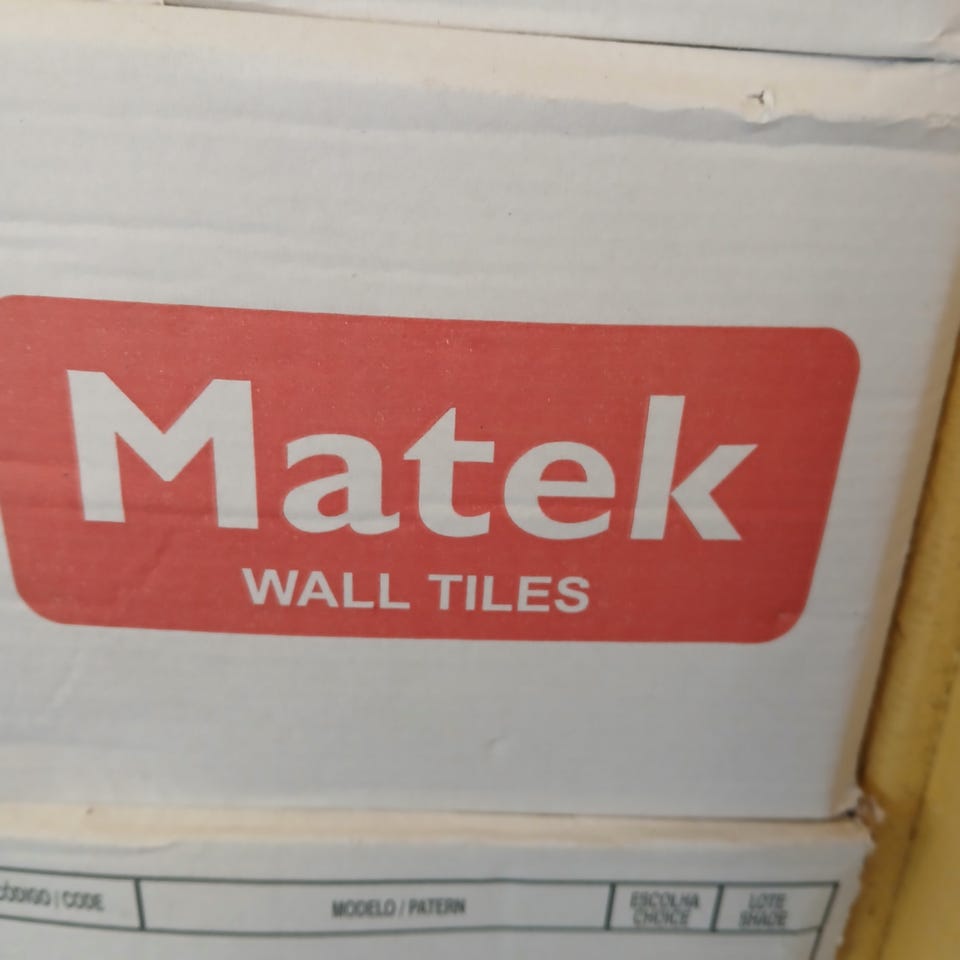 Matek
WALL TILES
CÓDIGO / CODE
MODELO / PATERN
ESCOLHA
CHOICE
LOTE
SHADE